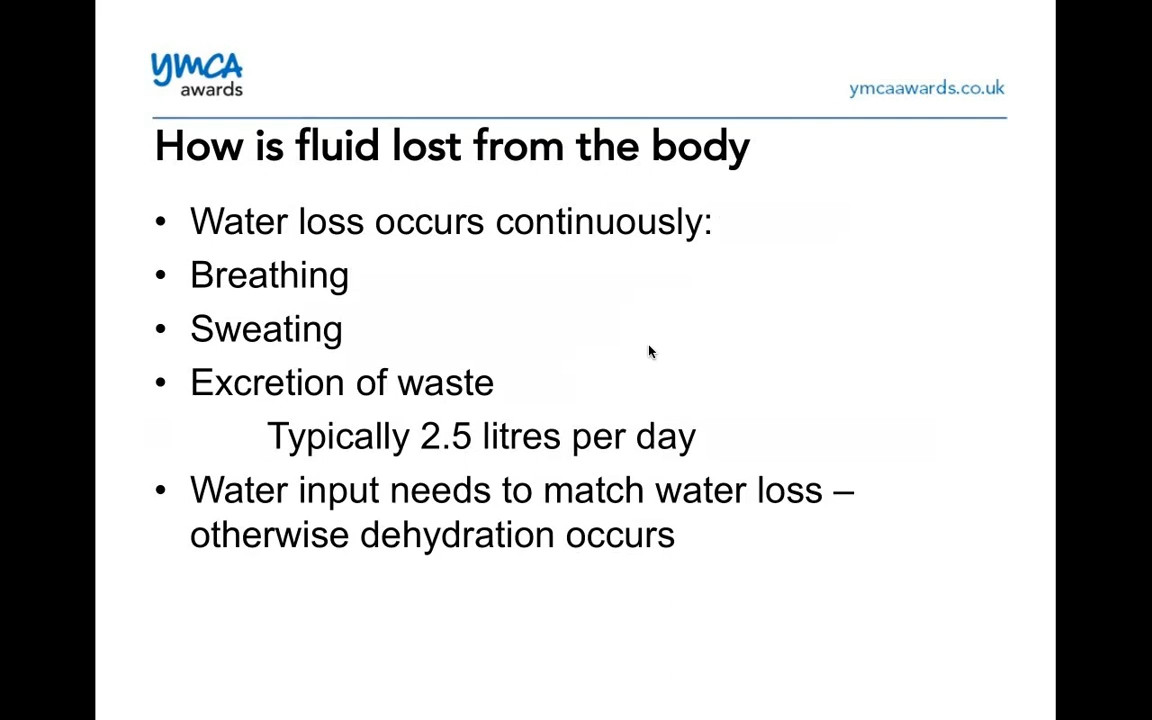 ymca
awards
ymcaawards.co.uk
How is fluid lost from the body
• Water loss occurs continuously:
• Breathing
• Sweating
• Excretion of waste
Typically 2.5 litres per day
• Water input needs to match water loss –
otherwise dehydration occurs